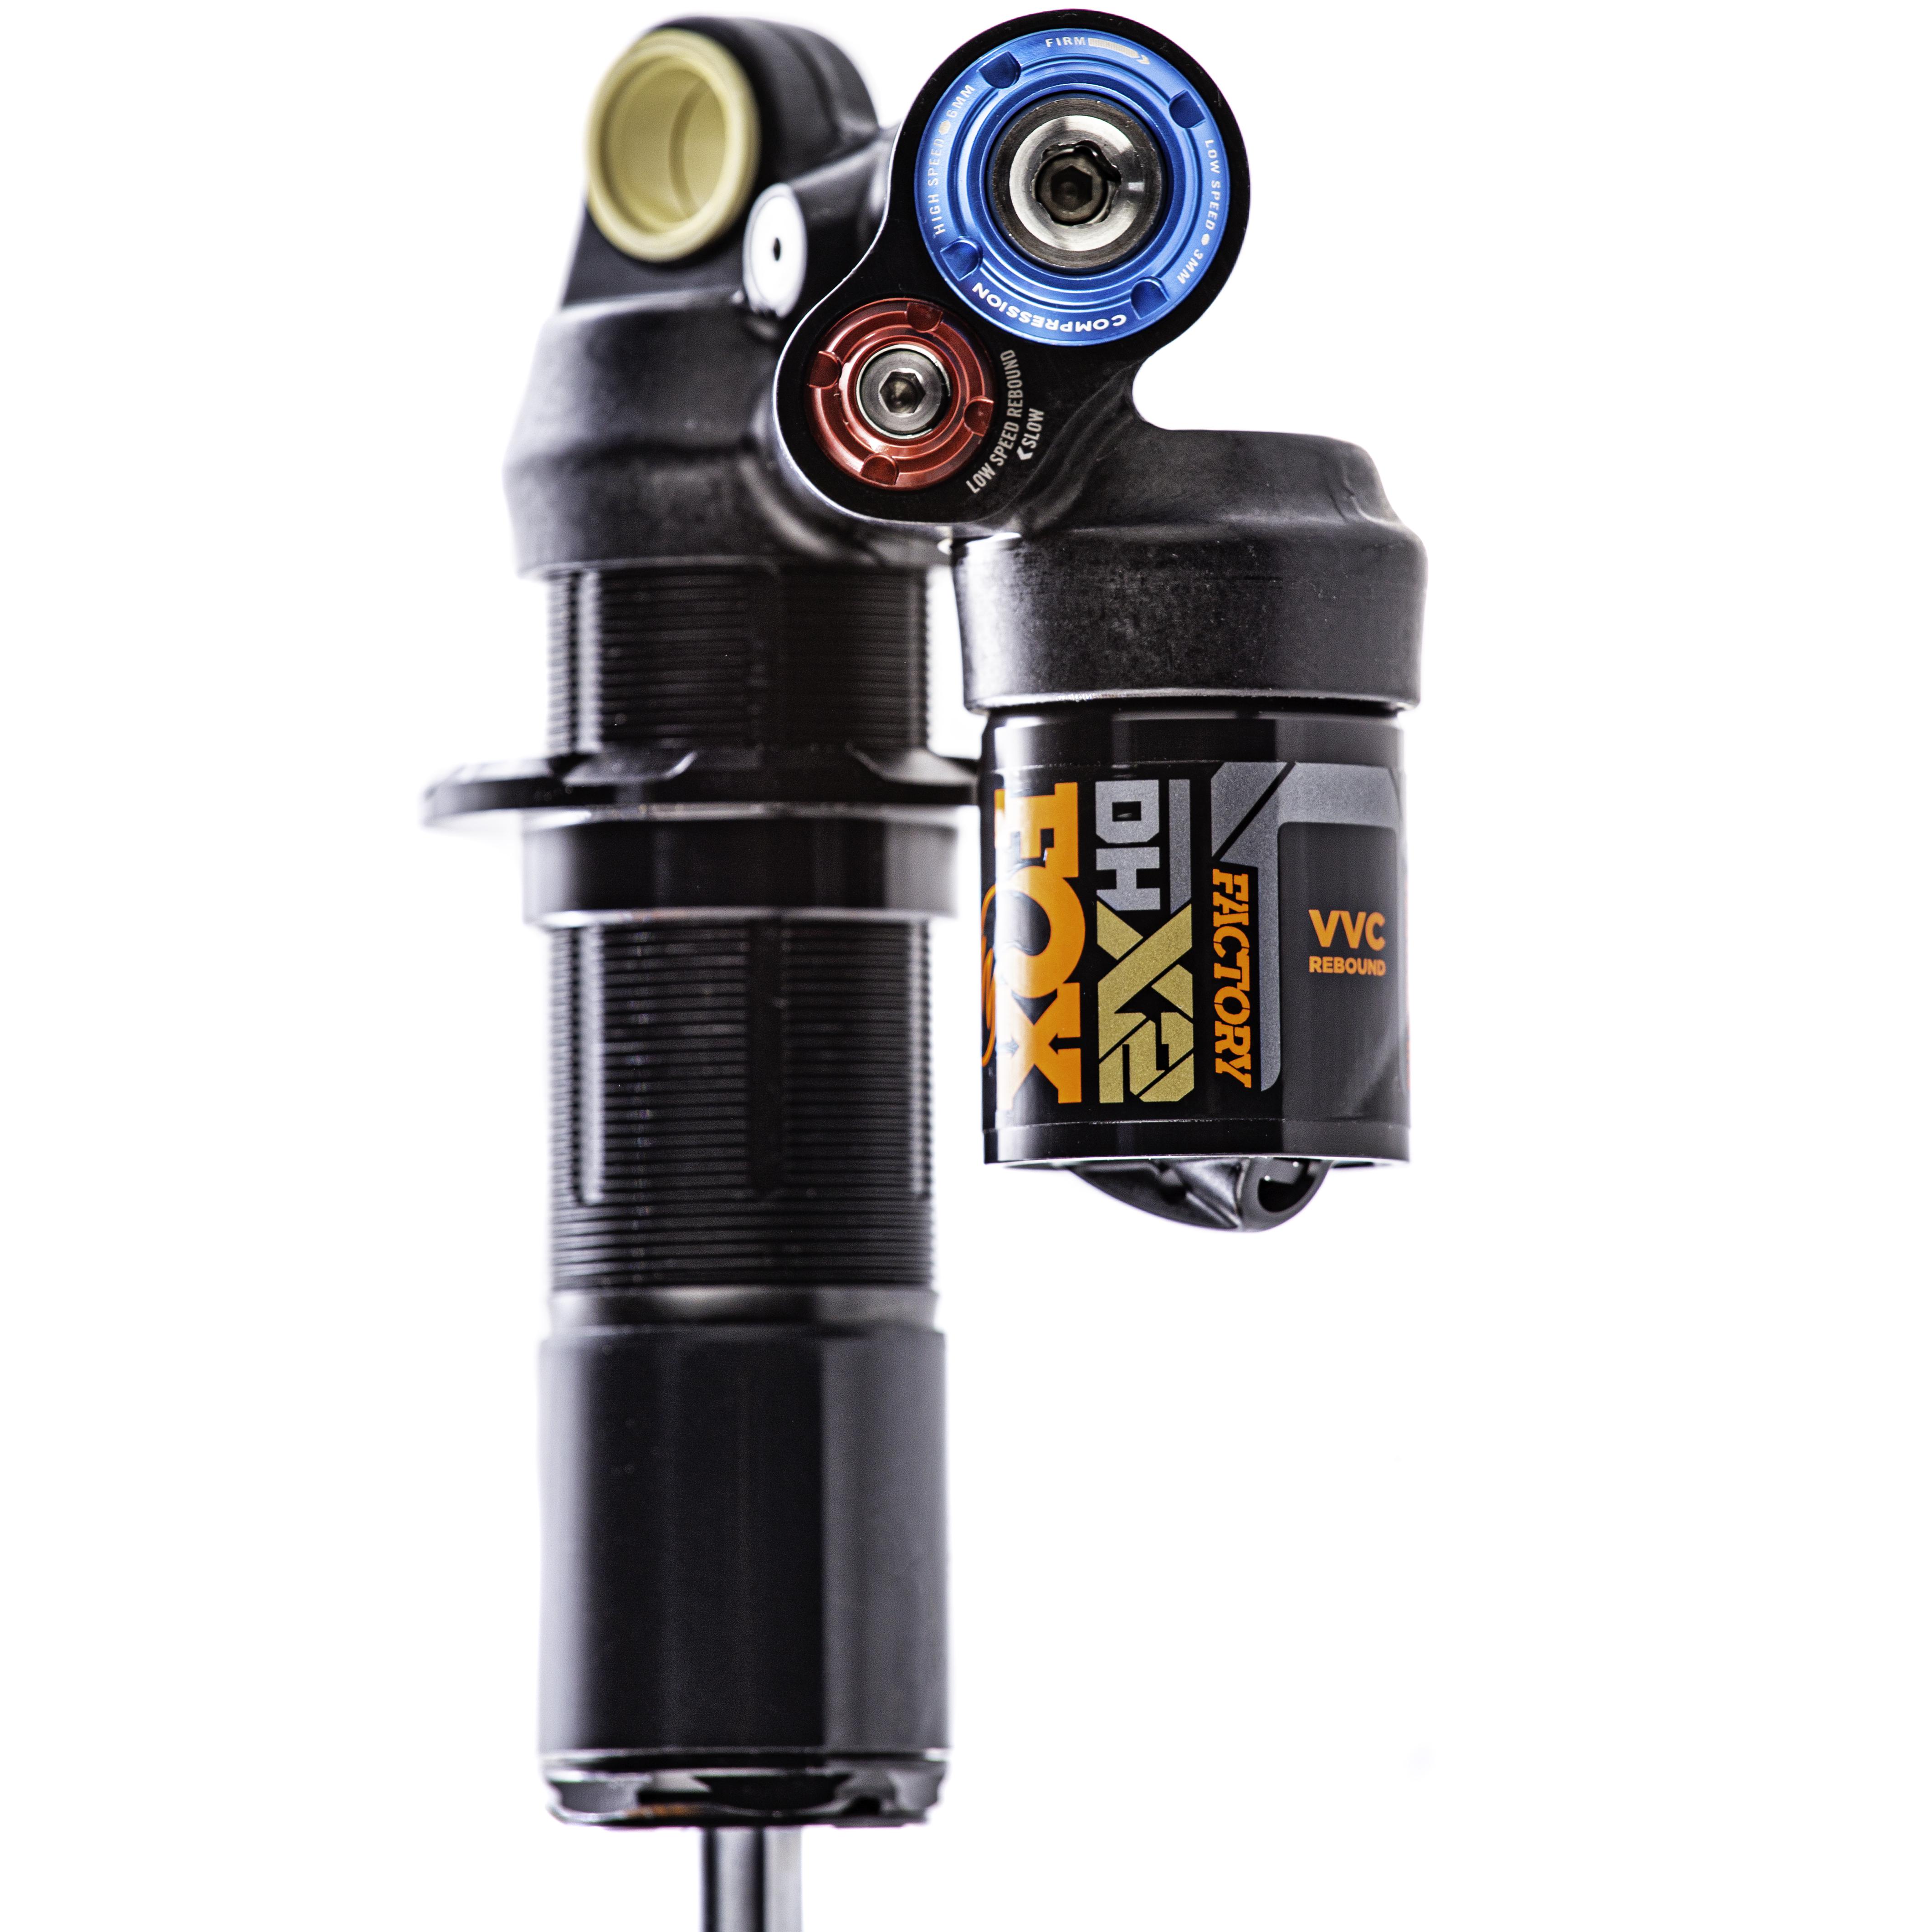 FIRM
HIGH SPEED 6MM
LOW SPEED 3MM
COMPRESSION
LOW SPEED REBOUND
SLOW
FOX
DHX2
FACTORY
VVC
REBOUND